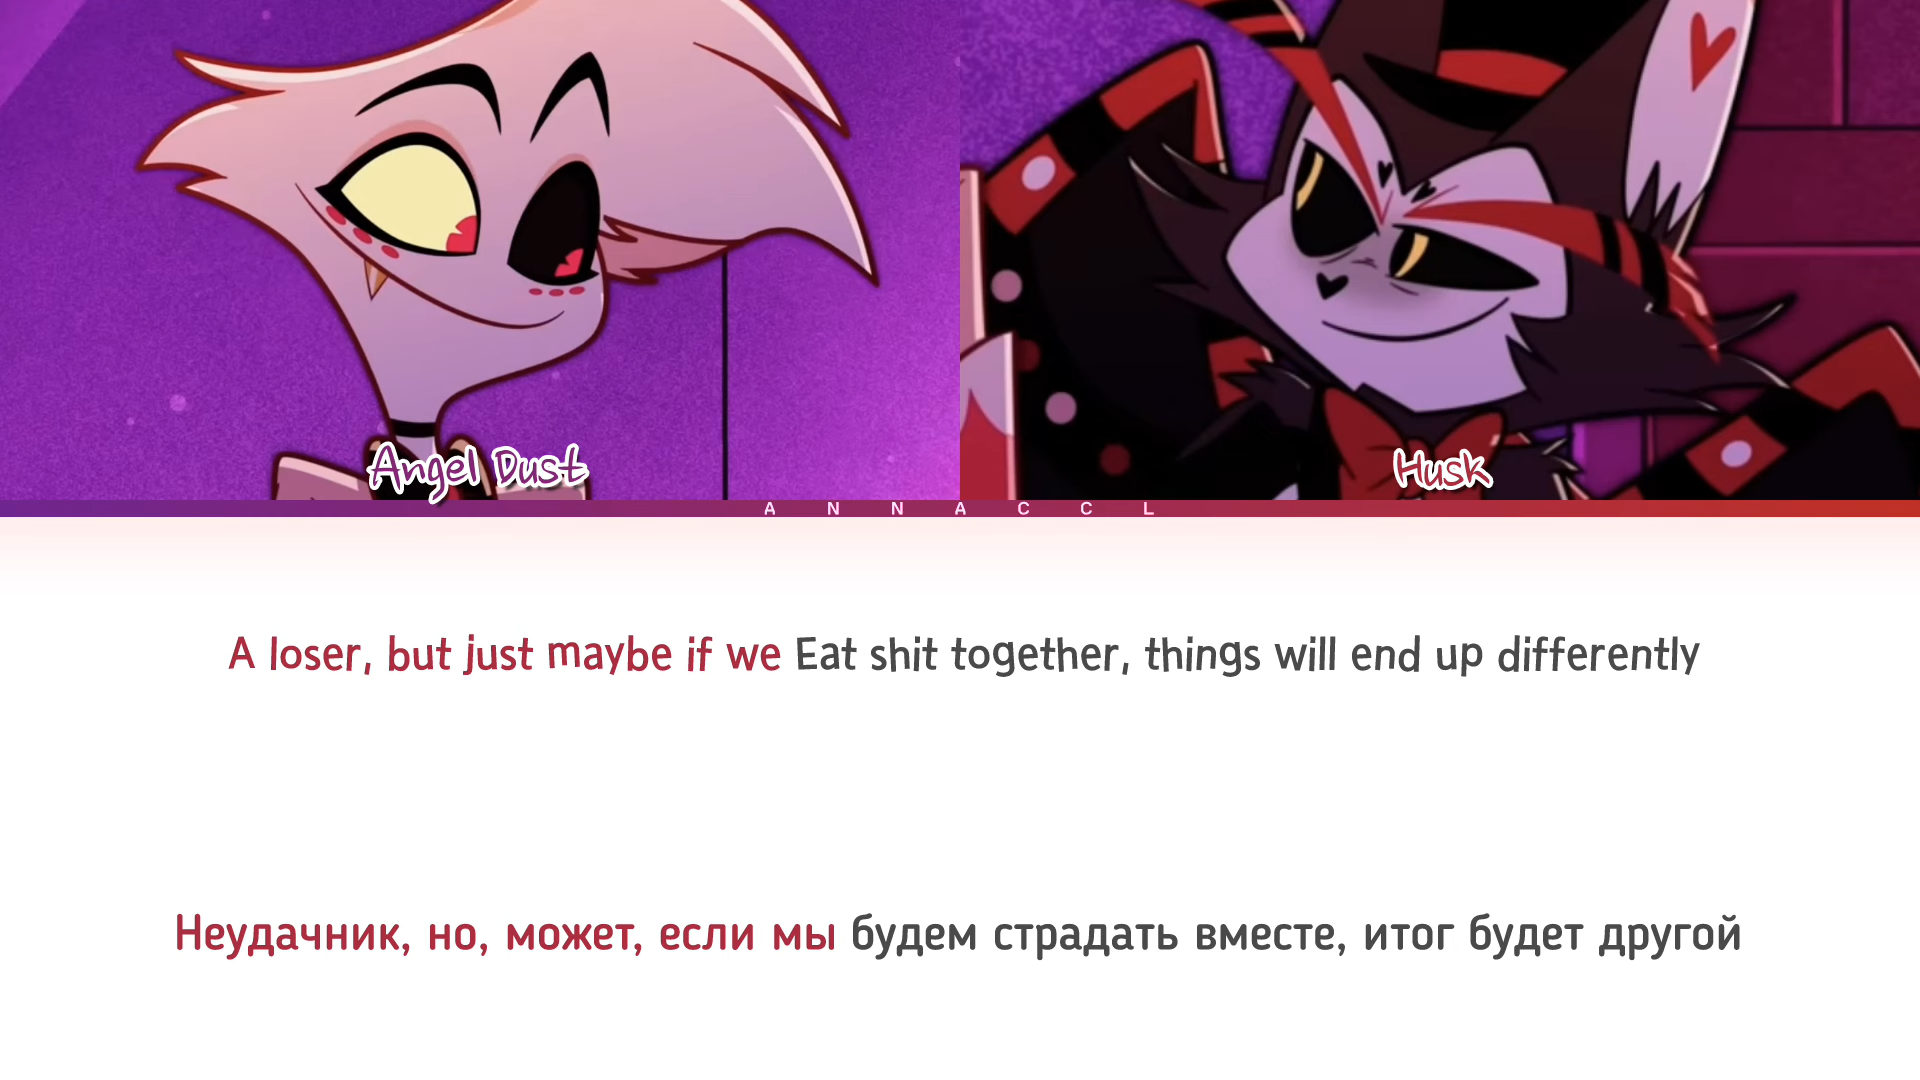 Angel Dust
Husk
ANNACCL
A loser, but just maybe if we Eat shit together, things will end up differently
Неудачник, но, может, если мы будем страдать вместе, итог будет другой